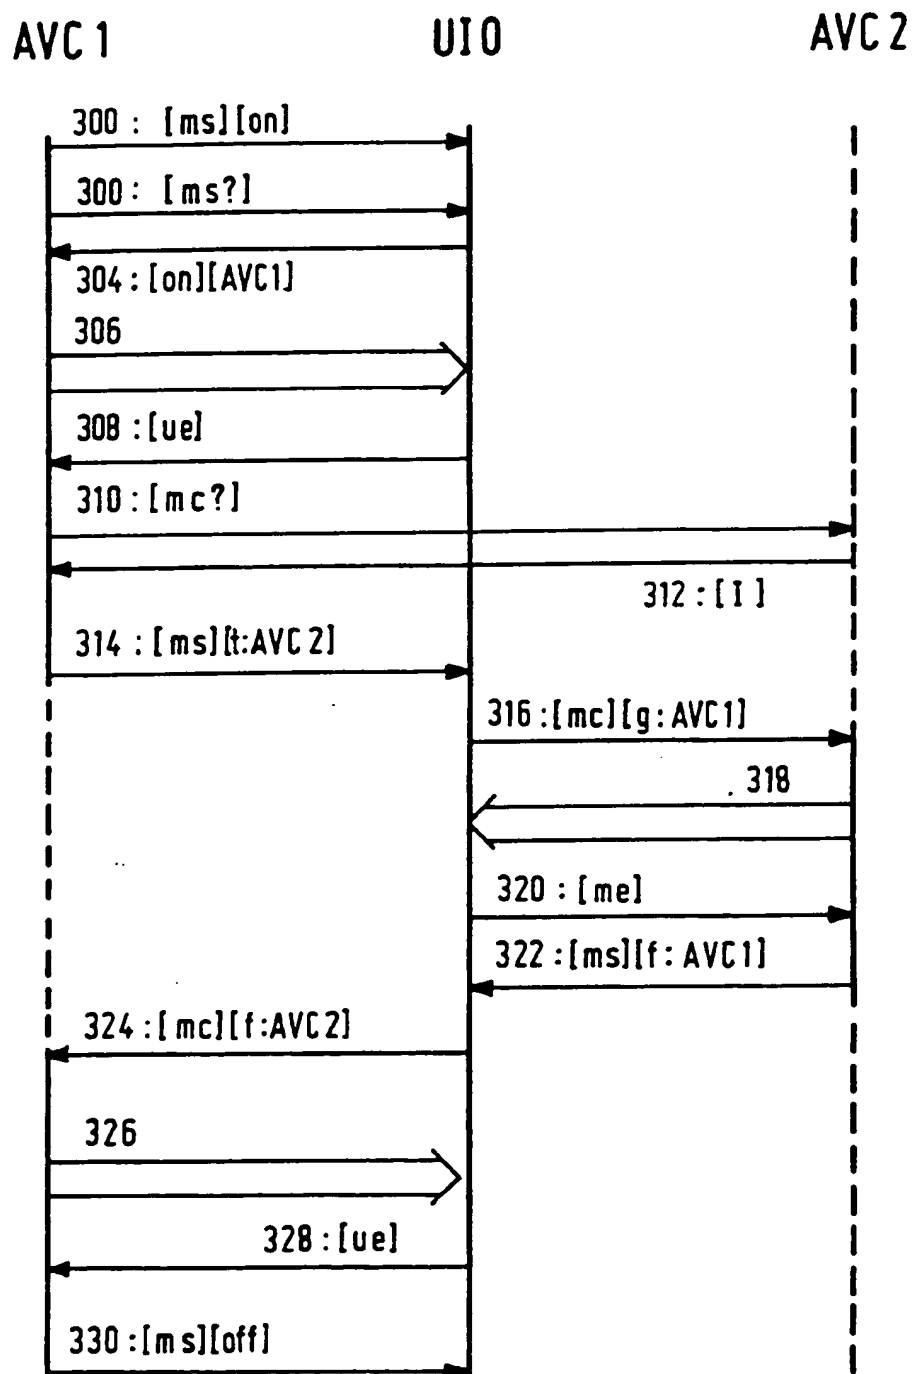 AVC 1 UIO AVC 2
300 : [ms][on]
300 : [ms?]
304 : [on][AVC1]
306
308 : [ue]
310 : [mc?]
312 : [I]
314 : [ms][t:AVC 2]
316 : [mc][g:AVC1]
318
320 : [me]
322 : [ms][f: AVC1]
324 : [mc][f:AVC 2]
326
328 : [ue]
330 : [ms][off]